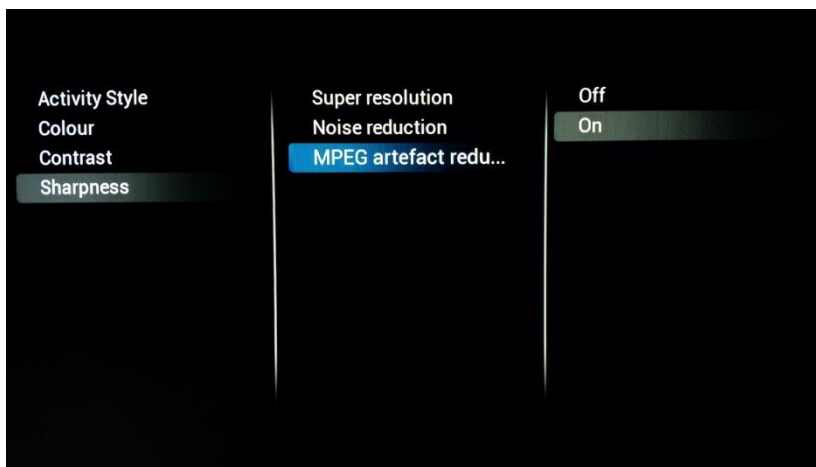 Activity Style
Colour
Contrast
Sharpness
Super resolution
Noise reduction
MPEG artefact redu...
Off
On